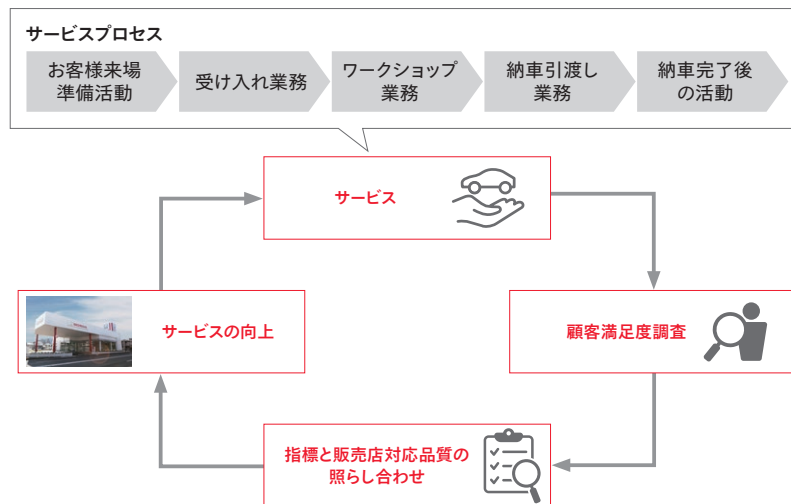 サービスプロセス
お客様来場
準備活動
受け入れ業務
ワークショップ
業務
納車引渡し
業務
納車完了後
の活動
サービス
サービスの向上
顧客満足度調査
指標と販売店対応品質の
照らし合わせ